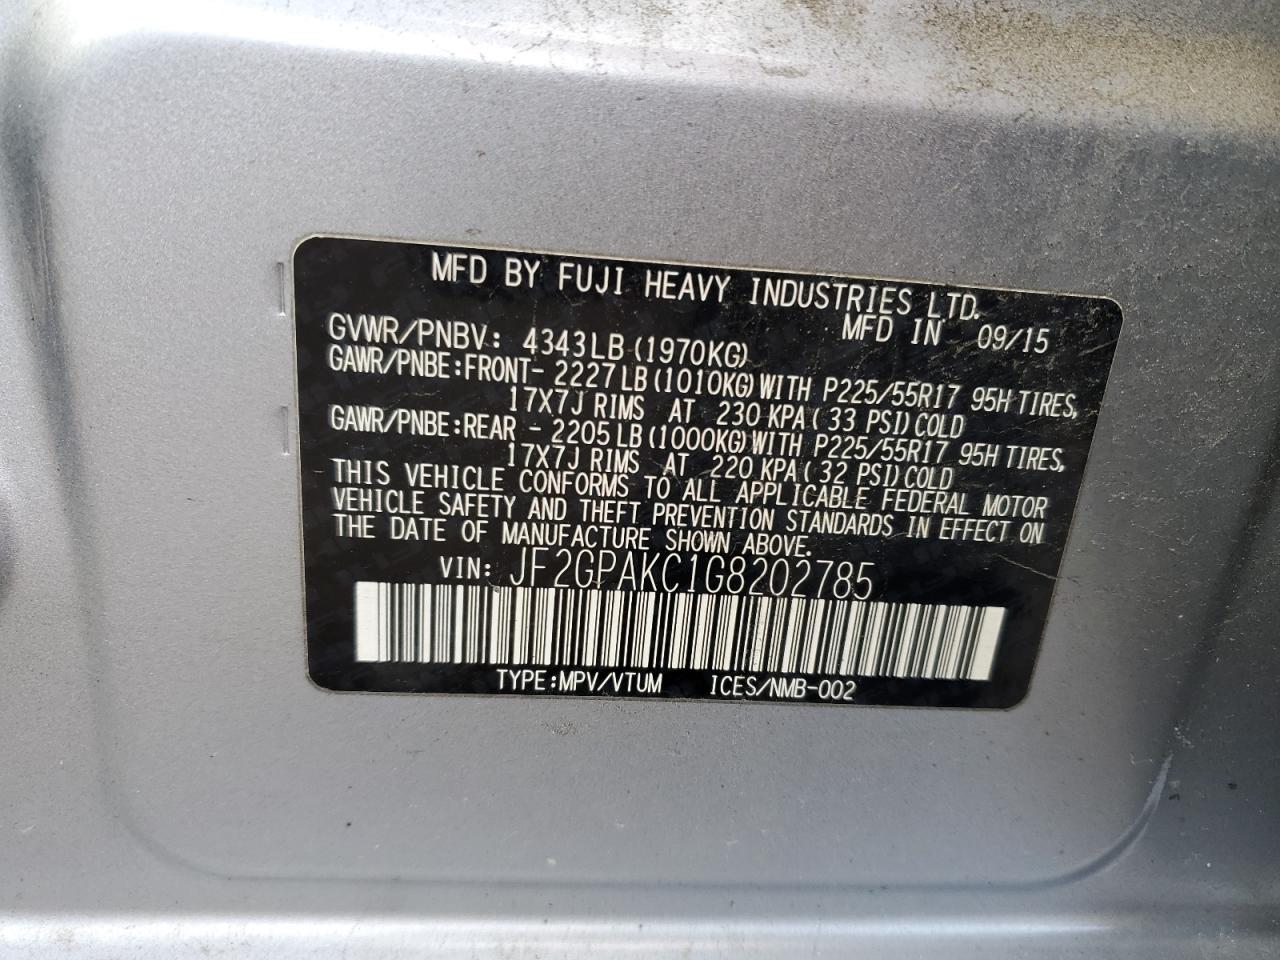 MFD BY FUJI HEAVY INDUSTRIES LTD.
MFD IN 09/15
GVWR/PNBV: 4343LB (1970KG)
GAWR/PNBE:FRONT- 2227LB (1010KG) WITH P225/55R17 95H TIRES,
17X7J RIMS AT 230 KPA ( 33 PSI) COLD
GAWR/PNBE:REAR - 2205LB (1000KG) WITH P225/55R17 95H TIRES,
17X7J RIMS AT 220 KPA ( 32 PSI) COLD
THIS VEHICLE CONFORMS TO ALL APPLICABLE FEDERAL MOTOR
VEHICLE SAFETY AND THEFT PREVENTION STANDARDS IN EFFECT ON
THE DATE OF MANUFACTURE SHOWN ABOVE.
VIN: JF2GPAKC1G8202785
TYPE:MPV/VTUM ICES/NMB-002